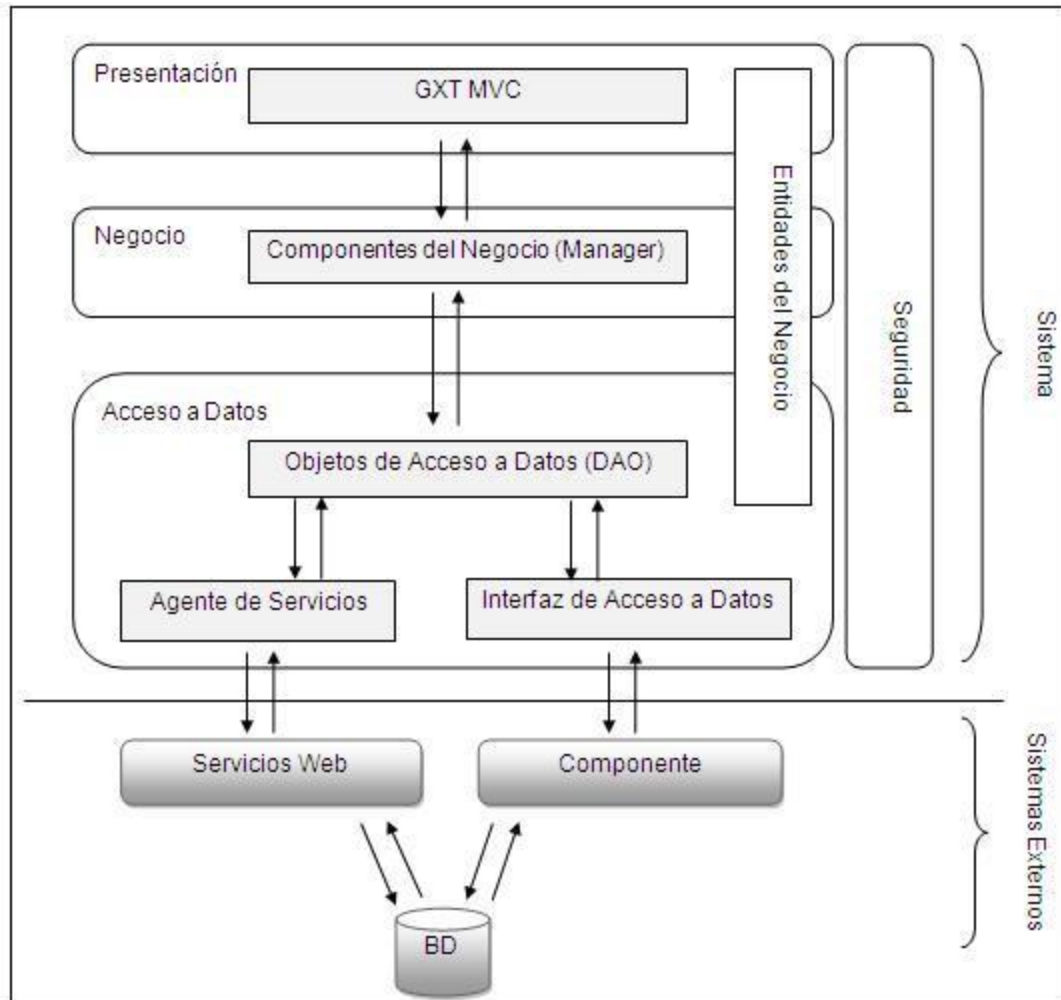 Presentación
GXT MVC
Negocio
Componentes del Negocio (Manager)
Entidades del Negocio
Seguridad
Sistema
Acceso a Datos
Objetos de Acceso a Datos (DAO)
Agente de Servicios
Interfaz de Acceso a Datos
Servicios Web
Componente
Sistemas Externos
BD